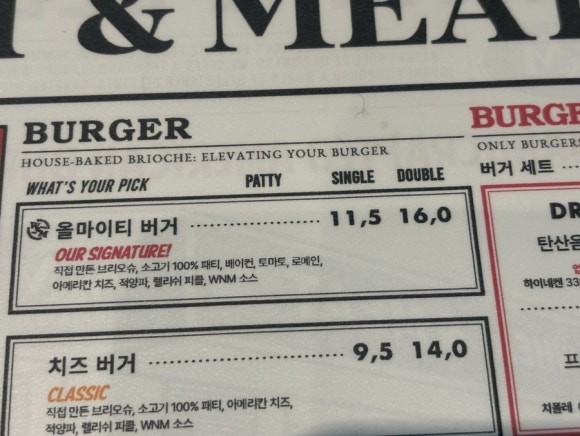 & MEA
BURGER
HOUSE-BAKED BRIOCHE: ELEVATING YOUR BURGER
WHAT'S YOUR PICK PATTY SINGLE DOUBLE
올마이티 버거 11,5 16,0
OUR SIGNATURE!
직접 만든 브리오슈, 소고기 100% 패티, 베이컨, 토마토, 로메인,
아메리칸 치즈, 적양파, 렐리쉬 피클, WNM 소스
치즈 버거 9,5 14,0
CLASSIC
직접 만든 브리오슈, 소고기 100% 패티, 아메리칸 치즈,
적양파, 렐리쉬 피클, WNM 소스
BURGE
ONLY BURGERS
버거 세트
DR
탄산음
하이네켄 33
프
치폴레